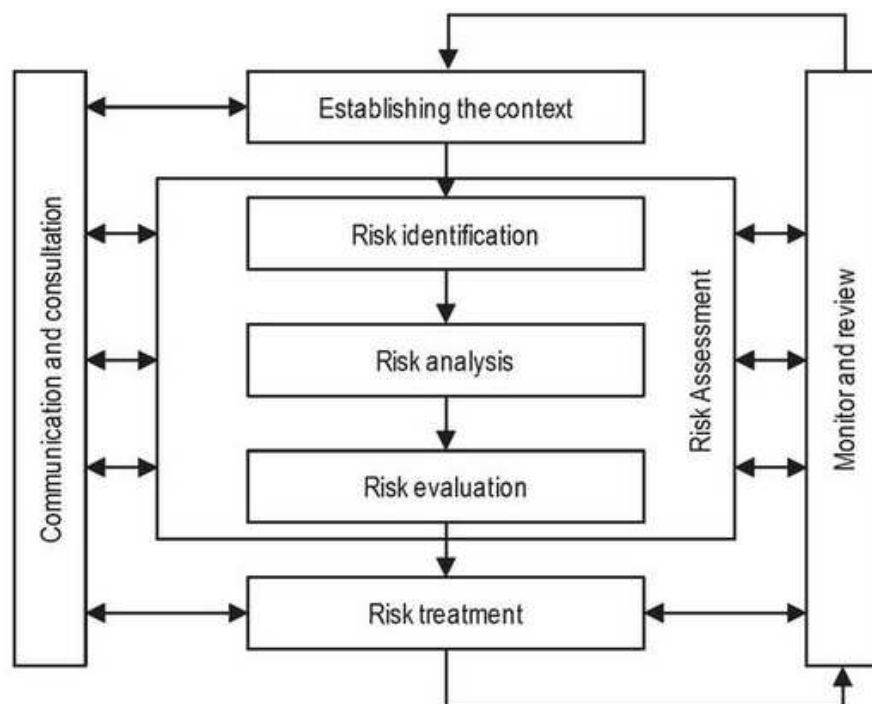 Establishing the context
Communication and consultation
Risk identification
Risk analysis
Risk evaluation
Risk Assessment
Monitor and review
Risk treatment